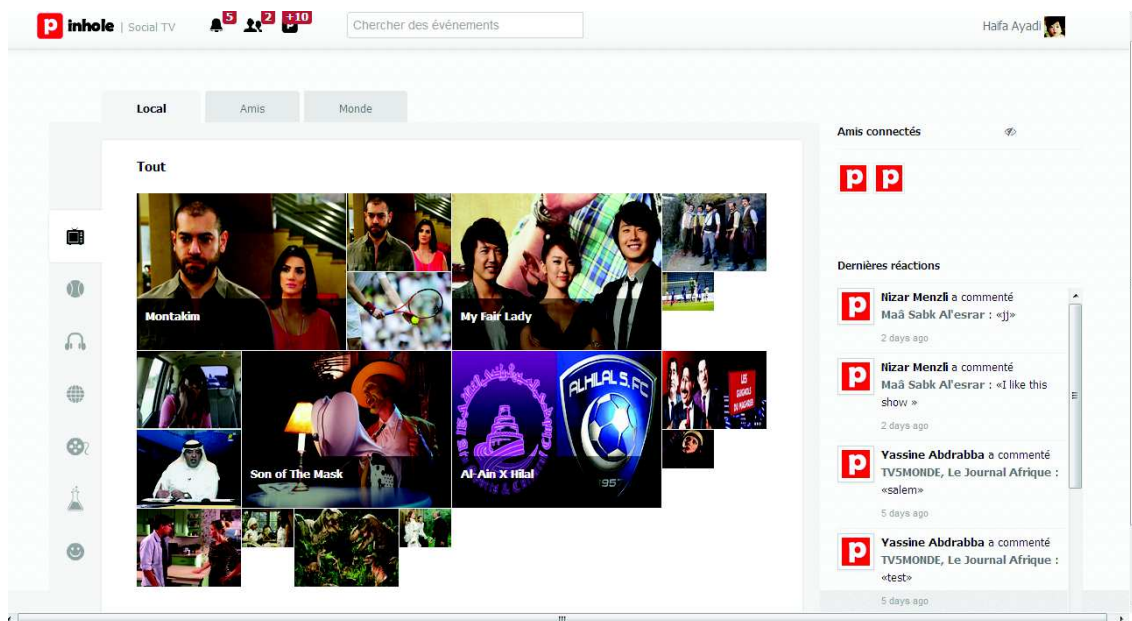 p inhole | Social TV
5
2
+10
Chercher des événements
Haifa Ayadi
Local
Amis
Monde
Tout
Montakim
My Fair Lady
Son of The Mask
ALHILAL S. FC
1957
Al-Ain X Hilal
LES
GUIGNOLS
DU MAGHREB
Amis connectés
p p
Dernières réactions
p
Nizar Menzli a commenté
Maâ Sabk Al'esrar : «jj»
2 days ago
p
Nizar Menzli a commenté
Maâ Sabk Al'esrar : «I like this
show »
2 days ago
p
Yassine Abdrabba a commenté
TV5MONDE, Le Journal Afrique :
«salem»
5 days ago
p
Yassine Abdrabba a commenté
TV5MONDE, Le Journal Afrique :
«test»
5 days ago